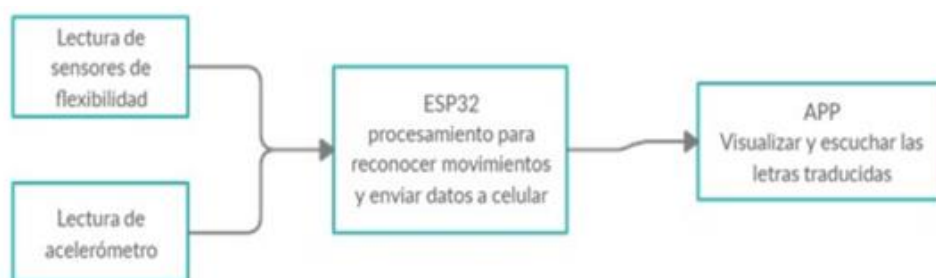 Lectura de
sensores de
flexibilidad
Lectura de
acelerómetro
ESP32
procesamiento para
reconocer movimientos
y enviar datos a celular
APP
Visualizar y escuchar las
letras traducidas